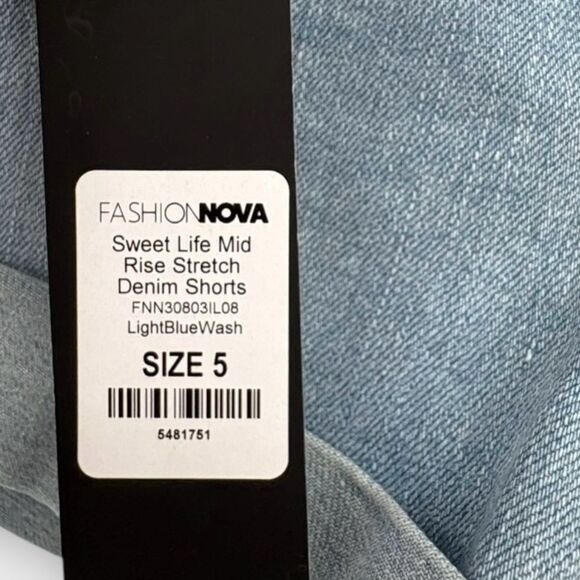 FASHIONNOVA
Sweet Life Mid
Rise Stretch
Denim Shorts
FNN30803IL08
LightBlueWash
SIZE 5
5481751